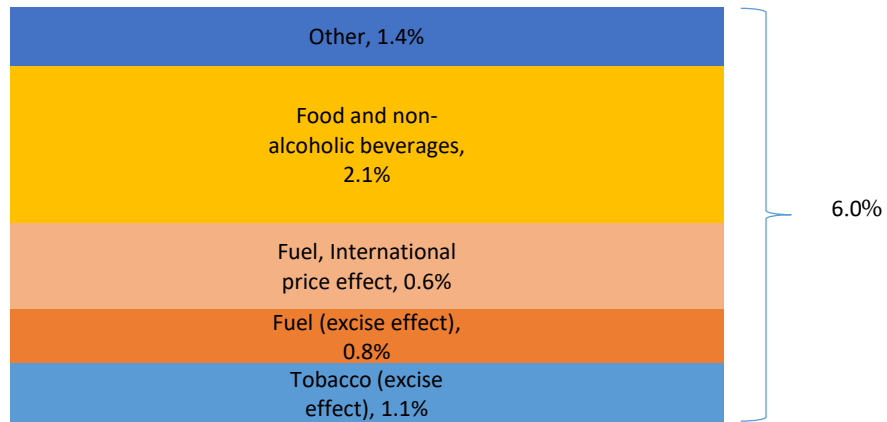 Other, 1.4%
Food and non-
alcoholic beverages,
2.1%
6.0%
Fuel, International
price effect, 0.6%
Fuel (excise effect),
0.8%
Tobacco (excise
effect), 1.1%